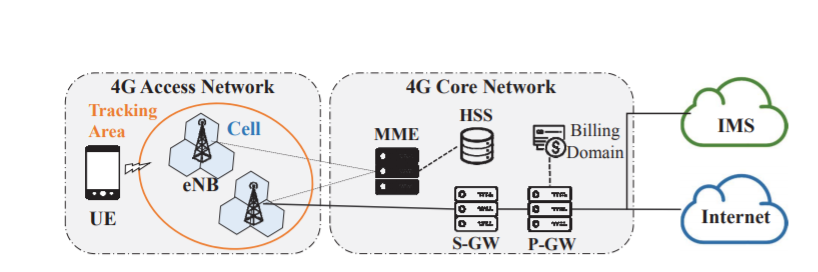 4G Access Network
4G Core Network
Tracking
Area
Cell
eNB
UE
MME
HSS
Billing
Domain
S-GW
P-GW
IMS
Internet
$